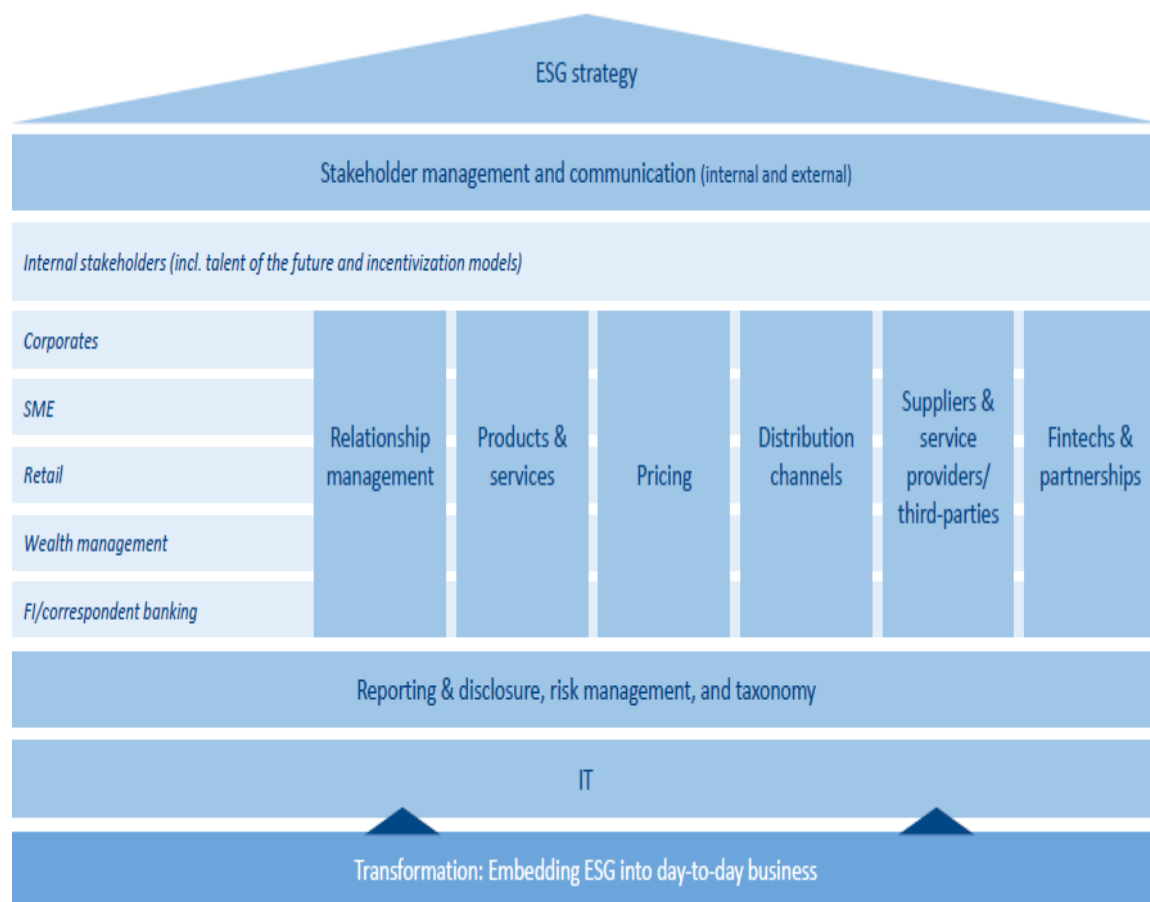 ESG strategy
Stakeholder management and communication (internal and external)
Internal stakeholders (incl. talent of the future and incentivization models)
Corporates
SME
Retail
Wealth management
FI/correspondent banking
Relationship
management
Products &
services
Pricing
Distribution
channels
Suppliers &
service
providers/
third-parties
Fintechs &
partnerships
Reporting & disclosure, risk management, and taxonomy
IT
Transformation: Embedding ESG into day-to-day business